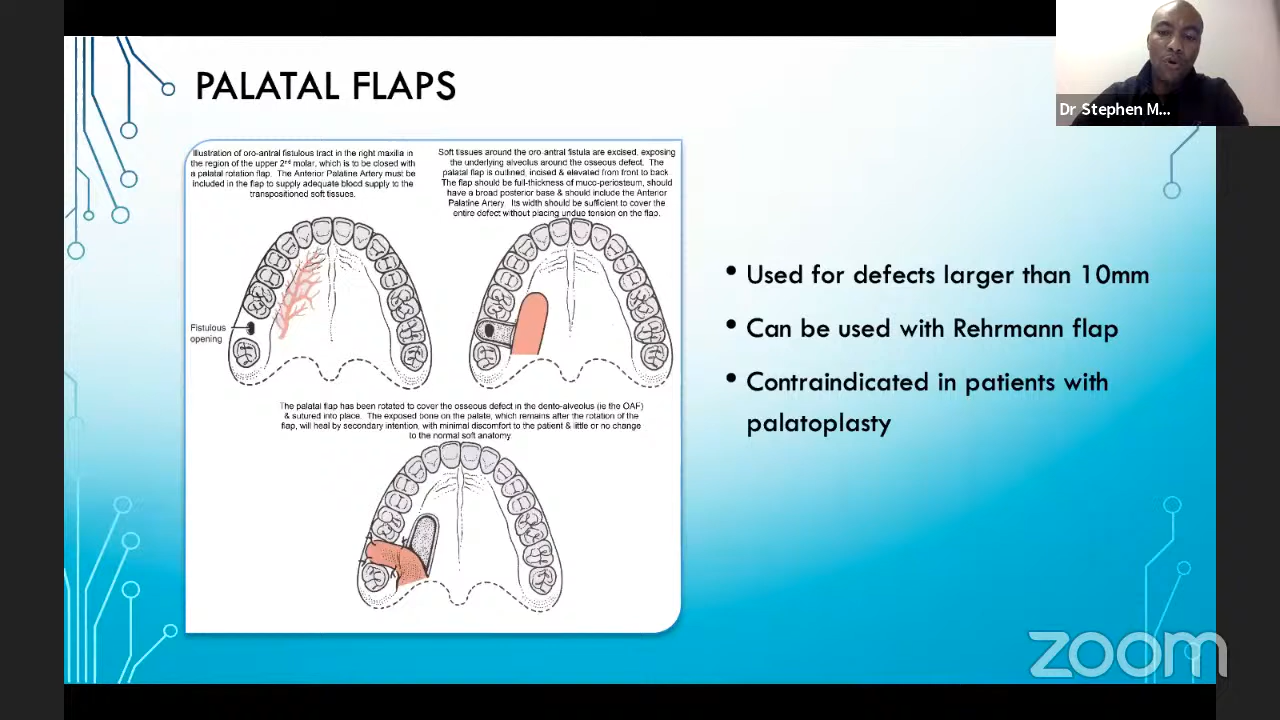 PALATAL FLAPS
Dr Stephen M...
Illustration of oro-antral fistulous tract in the right maxilla in
the region of the upper 2nd molar, which is to be closed with
a palatal rotation flap. The Anterior Palatine Artery must be
included in the flap to supply adequate blood supply to the
transpositioned soft tissues.
Soft tissues around the oro-antral fistula are excised, exposing
the underlying alveolus around the osseous defect. The
palatal flap is outlined, incised & elevated from front to back
The flap should be full-thickness of muco-periosteum, should
have a broad posterior base & should include the Anterior
Palatine Artery. Its width should be sufficient to cover the
entire defect without placing undue tension on the flap.
Fistulous
opening
The palatal flap has been rotated to cover the osseous defect in the dento-alveolus (is the OAF)
& sutured into place. The exposed bone on the palate, which remains after the rotation of the
flap, will heal by secondary intention, with minimal discomfort to the patient & little or no change
to the normal soft anatomy
• Used for defects larger than 10mm
• Can be used with Rehrmann flap
• Contraindicated in patients with
palatoplasty
zoom